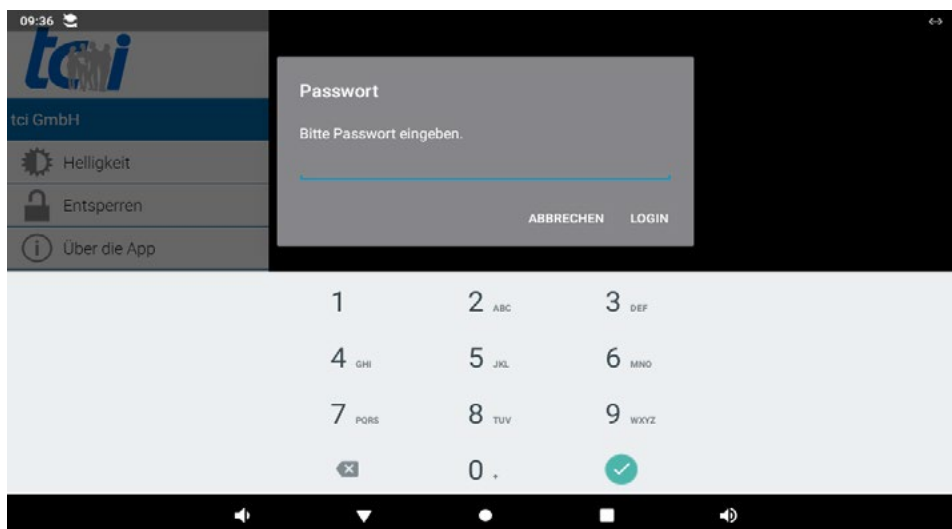 09:36
tci
tci GmbH
Helligkeit
Entsperren
Über die App
Passwort
Bitte Passwort eingeben.
ABBRECHEN LOGIN
1 2 ABC 3 DEF
4 GHI 5 JKL 6 MNO
7 PQRS 8 TUV 9 WXYZ
0 +